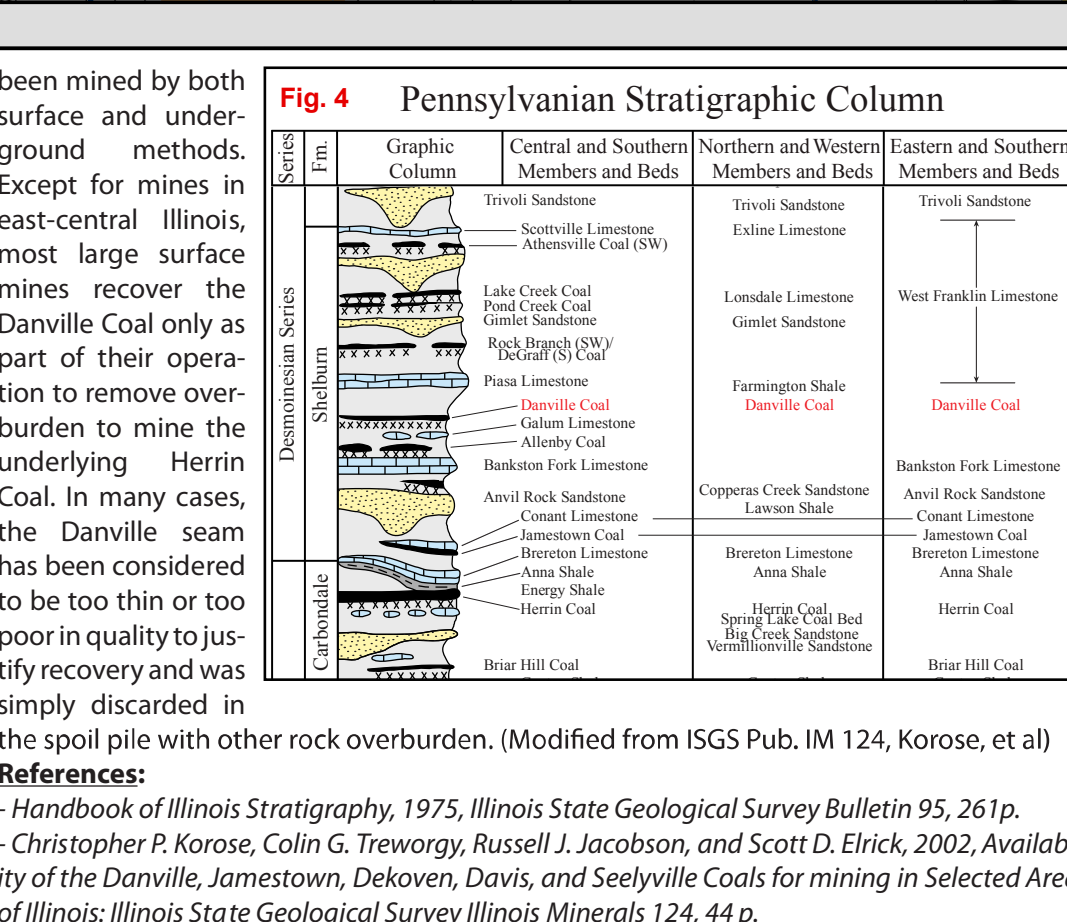 been mined by both
surface and under-
ground methods.
Except for mines in
east-central Illinois,
most large surface
mines recover the
Danville Coal only as
part of their opera-
tion to remove over-
burden to mine the
underlying Herrin
Coal. In many cases,
the Danville seam
has been considered
to be too thin or too
poor in quality to jus-
tify recovery and was
simply discarded in
the spoil pile with other rock overburden. (Modified from ISGS Pub. IM 124, Korose, et al)
Fig. 4 Pennsylvanian Stratigraphic Column
Series
Fm.
Graphic
Column
Central and Southern
Members and Beds
Northern and Western
Members and Beds
Eastern and Southern
Members and Beds
Desmoinesian Series
Shelburn
Carbondale
Trivoli Sandstone
Scottville Limestone
Athensville Coal (SW)
Lake Creek Coal
Pond Creek Coal
Gimlet Sandstone
Rock Branch (SW)/
DeGraff (S) Coal
Piasa Limestone
Danville Coal
Galum Limestone
Allenby Coal
Bankston Fork Limestone
Anvil Rock Sandstone
Conant Limestone
Jamestown Coal
Brereton Limestone
Anna Shale
Energy Shale
Herrin Coal
Briar Hill Coal
Trivoli Sandstone
Exline Limestone
Lonsdale Limestone
Gimlet Sandstone
Farmington Shale
Danville Coal
Copperas Creek Sandstone
Lawson Shale
Brereton Limestone
Anna Shale
Herrin Coal
Spring Lake Coal Bed
Big Creek Sandstone
Vermillionville Sandstone
Trivoli Sandstone
West Franklin Limestone
Danville Coal
Bankston Fork Limestone
Anvil Rock Sandstone
Conant Limestone
Jamestown Coal
Brereton Limestone
Anna Shale
Herrin Coal
Briar Hill Coal
References:
- Handbook of Illinois Stratigraphy, 1975, Illinois State Geological Survey Bulletin 95, 261p.
- Christopher P. Korose, Colin G. Treworgy, Russell J. Jacobson, and Scott D. Elrick, 2002, Availab
ity of the Danville, Jamestown, Dekoven, Davis, and Seelyville Coals for mining in Selected Area
of Illinois: Illinois State Geological Survey Illinois Minerals 124, 44 p.